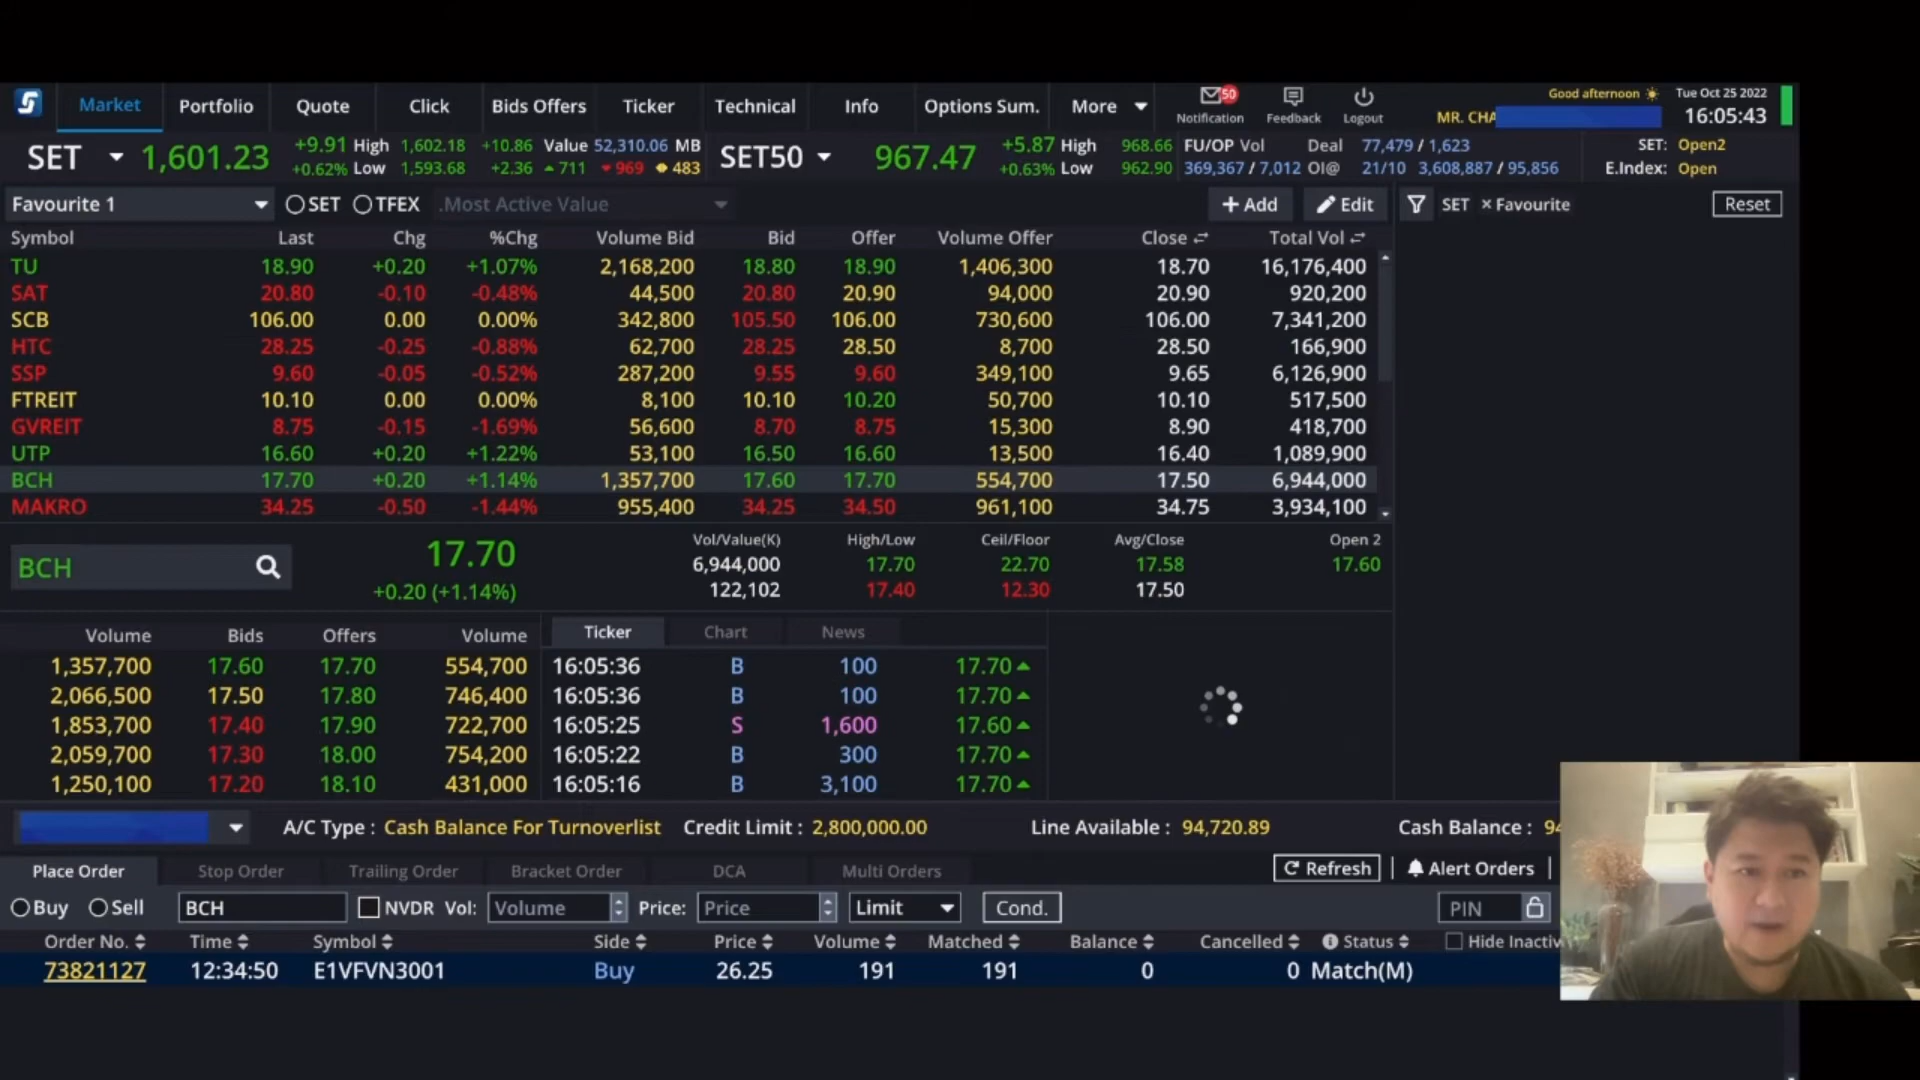 Market Portfolio Quote Click Bids Offers Ticker Technical Info Options Sum. More
50
Notification Feedback Logout
Good afternoon
MR. CHA
Tue Oct 25 2022
16:05:43
SET 1,601.23 +9.91 High 1,602.18 +10.86 Value 52,310.06 MB
+0.62% Low 1,593.68 +2.36 711 969 483
SET50 967.47 +5.87 High 968.66 FU/OP Vol Deal 77,479 / 1,623 SET: Open2
+0.63% Low 962.90 369,367 / 7,012 OI@ 21/10 3,608,887 / 95,856 E.Index: Open
Favourite 1 SET TFEX .Most Active Value + Add Edit SET × Favourite Reset
Symbol Last Chg %Chg Volume Bid Bid Offer Volume Offer Close Total Vol
TU 18.90 +0.20 +1.07% 2,168,200 18.80 18.90 1,406,300 18.70 16,176,400
SAT 20.80 -0.10 -0.48% 44,500 20.80 20.90 94,000 20.90 920,200
SCB 106.00 0.00 0.00% 342,800 105.50 106.00 730,600 106.00 7,341,200
HTC 28.25 -0.25 -0.88% 62,700 28.25 28.50 8,700 28.50 166,900
SSP 9.60 -0.05 -0.52% 287,200 9.55 9.60 349,100 9.65 6,126,900
FTREIT 10.10 0.00 0.00% 8,100 10.10 10.20 50,700 10.10 517,500
GVREIT 8.75 -0.15 -1.69% 56,600 8.70 8.75 15,300 8.90 418,700
UTP 16.60 +0.20 +1.22% 53,100 16.50 16.60 13,500 16.40 1,089,900
BCH 17.70 +0.20 +1.14% 1,357,700 17.60 17.70 554,700 17.50 6,944,000
MAKRO 34.25 -0.50 -1.44% 955,400 34.25 34.50 961,100 34.75 3,934,100
BCH 17.70
+0.20 (+1.14%)
Vol/Value(K) High/Low Ceil/Floor Avg/Close Open 2
6,944,000 17.70 22.70 17.58 17.60
122,102 17.40 12.30 17.50
Volume Bids Offers Volume
1,357,700 17.60 17.70 554,700
2,066,500 17.50 17.80 746,400
1,853,700 17.40 17.90 722,700
2,059,700 17.30 18.00 754,200
1,250,100 17.20 18.10 431,000
Ticker Chart News
16:05:36 B 100 17.70
16:05:36 B 100 17.70
16:05:25 S 1,600 17.60
16:05:22 B 300 17.70
16:05:16 B 3,100 17.70
A/C Type : Cash Balance For Turnoverlist Credit Limit : 2,800,000.00 Line Available : 94,720.89 Cash Balance : 94
Place Order Stop Order Trailing Order Bracket Order DCA Multi Orders Refresh Alert Orders
Buy Sell BCH NVDR Vol: Volume Price: Price Limit Cond. PIN
Order No. Time Symbol Side Price Volume Matched Balance Cancelled Status Hide Inactiv
73821127 12:34:50 E1VFVN3001 Buy 26.25 191 191 0 0 Match(M)